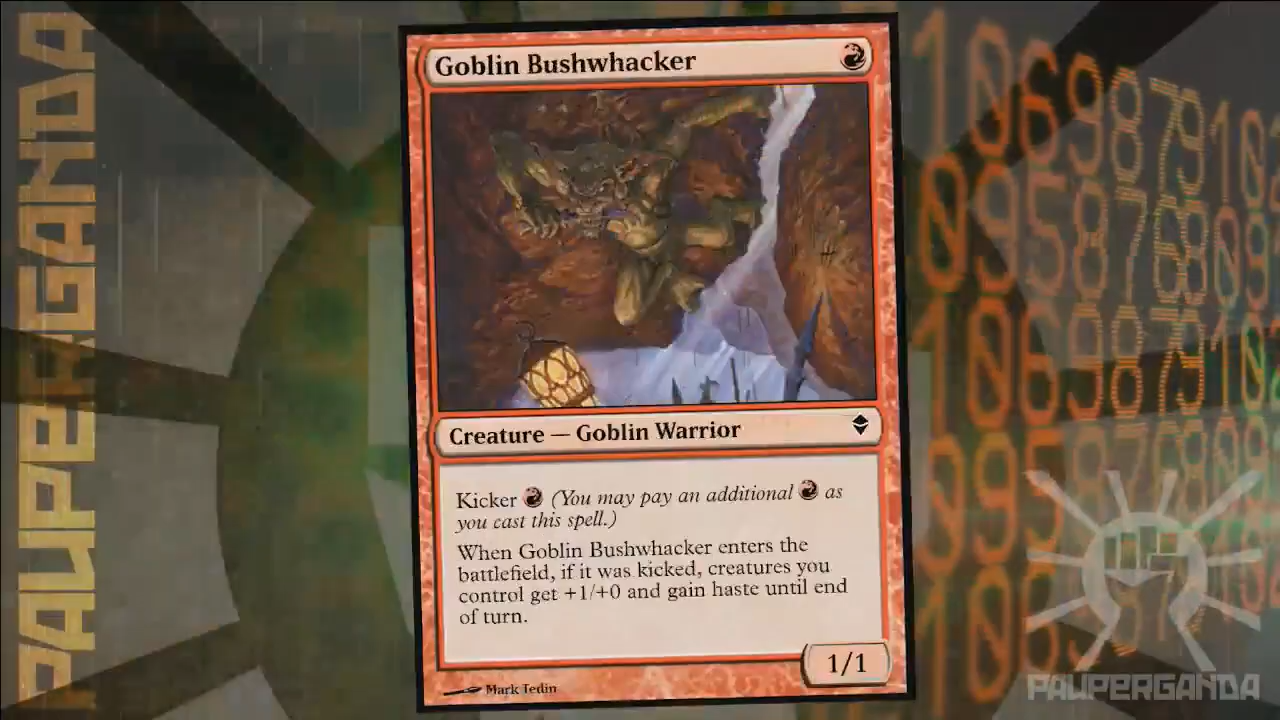 PAUPERGANDA
Goblin Bushwhacker
Creature — Goblin Warrior
Kicker (You may pay an additional as
you cast this spell.)
When Goblin Bushwhacker enters the
battlefield, if it was kicked, creatures you
control get +1/+0 and gain haste until end
of turn.
1/1
Mark Tedin
PAUPERGANDA